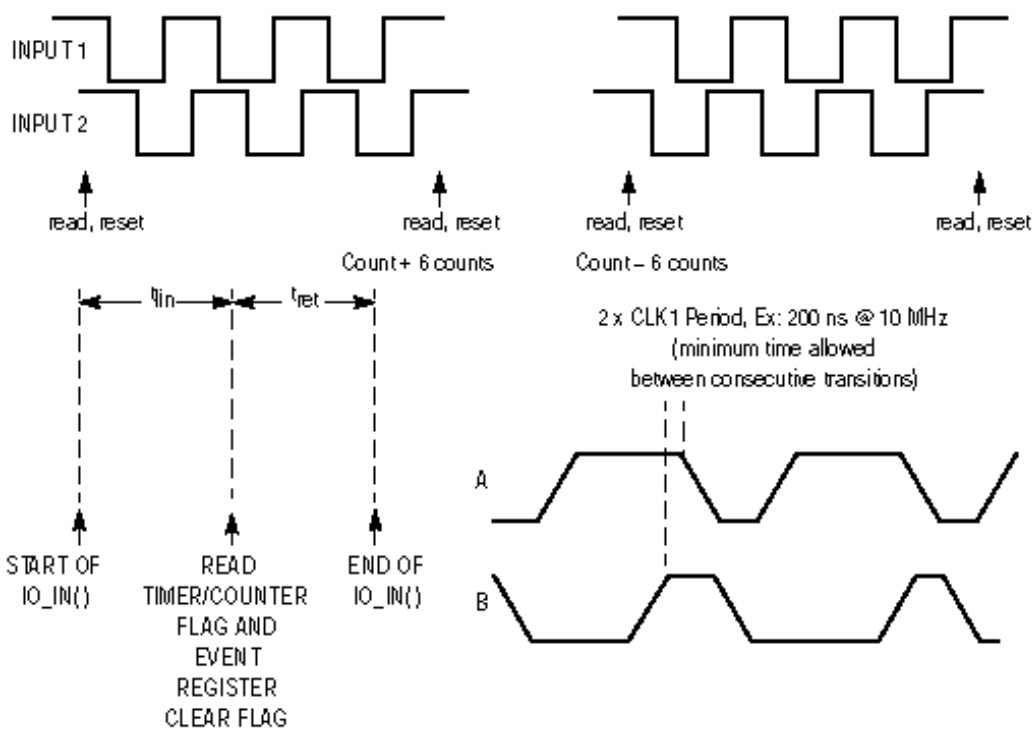 INPUT 1
INPUT 2
read, reset
read, reset
read, reset
read, reset
Count + 6 counts
Count – 6 counts
tfin
tret
2 x CLK1 Period, Ex: 200 ns @ 10 MHz
(minimum time allowed
between consecutive transitions)
A
B
START OF
IO_IN()
READ
TIMER/COUNTER
FLAG AND
EVENT
REGISTER
CLEAR FLAG
END OF
IO_IN()